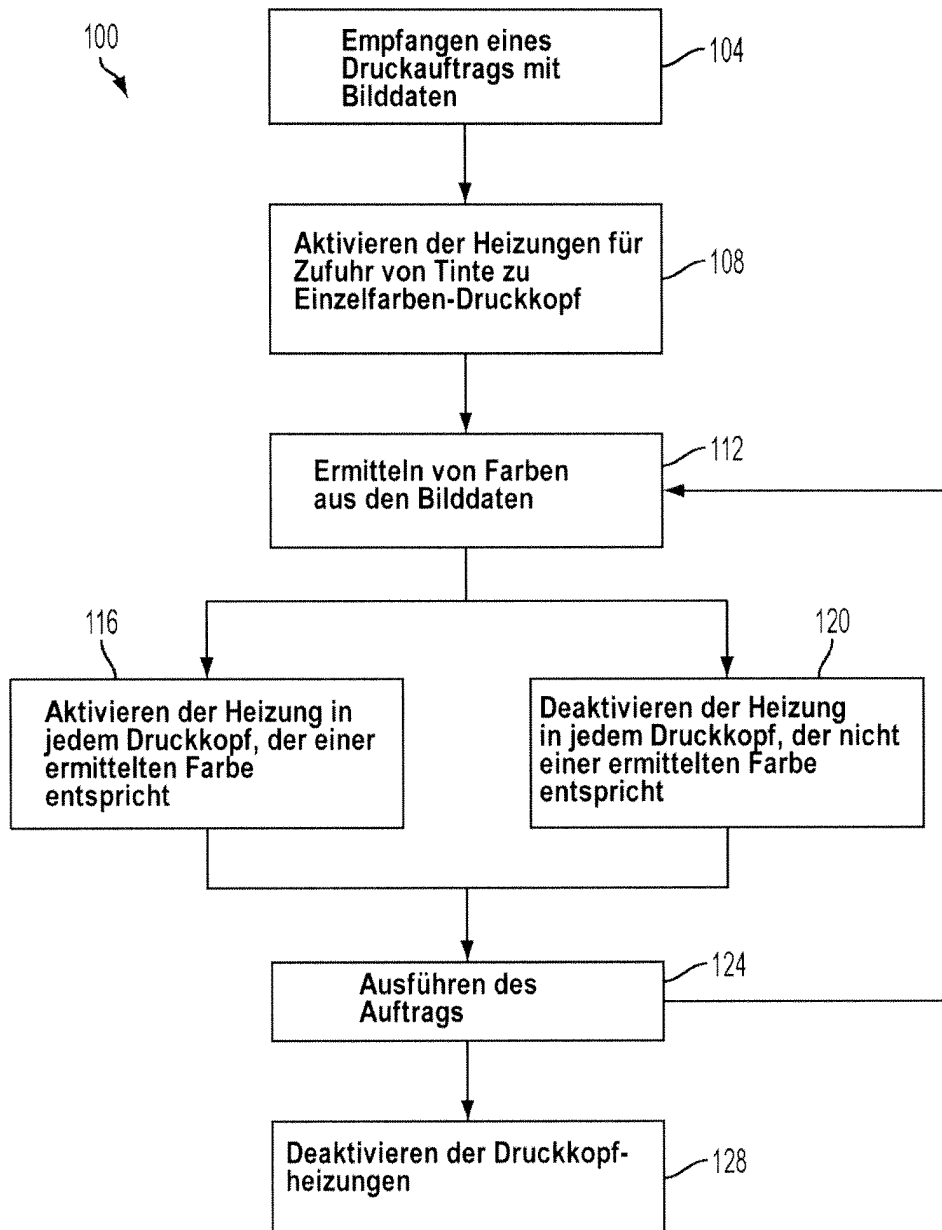 100
Empfangen eines
Druckauftrags mit
Bilddaten
104
Aktivieren der Heizungen für
Zufuhr von Tinte zu
Einzelfarben-Druckkopf
108
Ermitteln von Farben
aus den Bilddaten
112
116
Aktivieren der Heizung in
jedem Druckkopf, der einer
ermittelten Farbe
entspricht
120
Deaktivieren der Heizung
in jedem Druckkopf, der nicht
einer ermittelten Farbe
entspricht
Ausführen des
Auftrags
124
Deaktivieren der Druckkopf-
heizungen
128